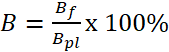 B = B_f / B_pl x 100%